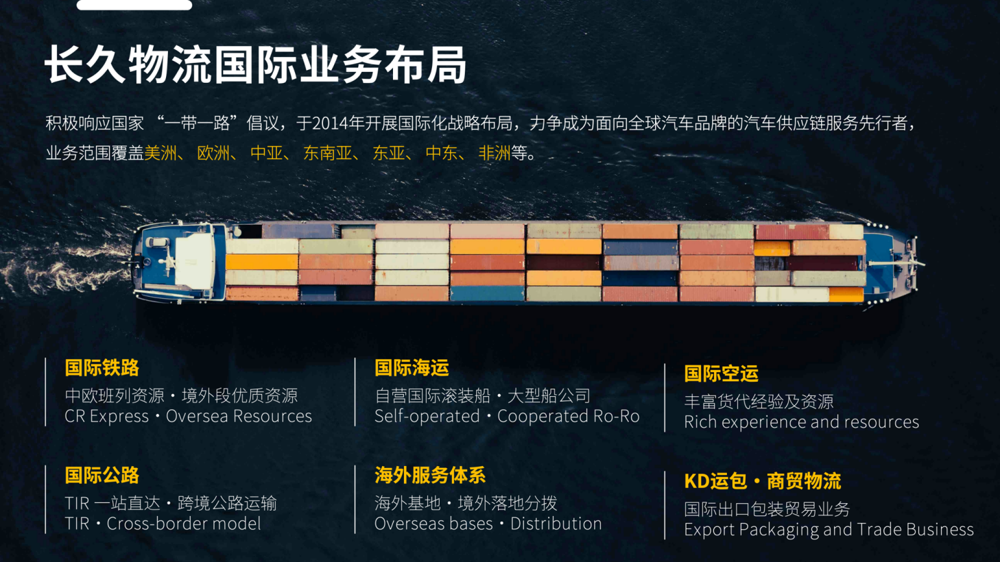 长久物流国际业务布局
积极响应国家 “一带一路”倡议，于2014年开展国际化战略布局，力争成为面向全球汽车品牌的汽车供应链服务先行者，
业务范围覆盖美洲、 欧洲、 中亚、 东南亚、 东亚、 中东、 非洲等。
国际铁路
中欧班列资源・境外段优质资源
CR Express・Oversea Resources
国际海运
自营国际滚装船・大型船公司
Self-operated・Cooperated Ro-Ro
国际空运
丰富货代经验及资源
Rich experience and resources
国际公路
TIR 一站直达・跨境公路运输
TIR・Cross-border model
海外服务体系
海外基地・境外落地分拨
Overseas bases・Distribution
KD运包・商贸物流
国际出口包装贸易业务
Export Packaging and Trade Business